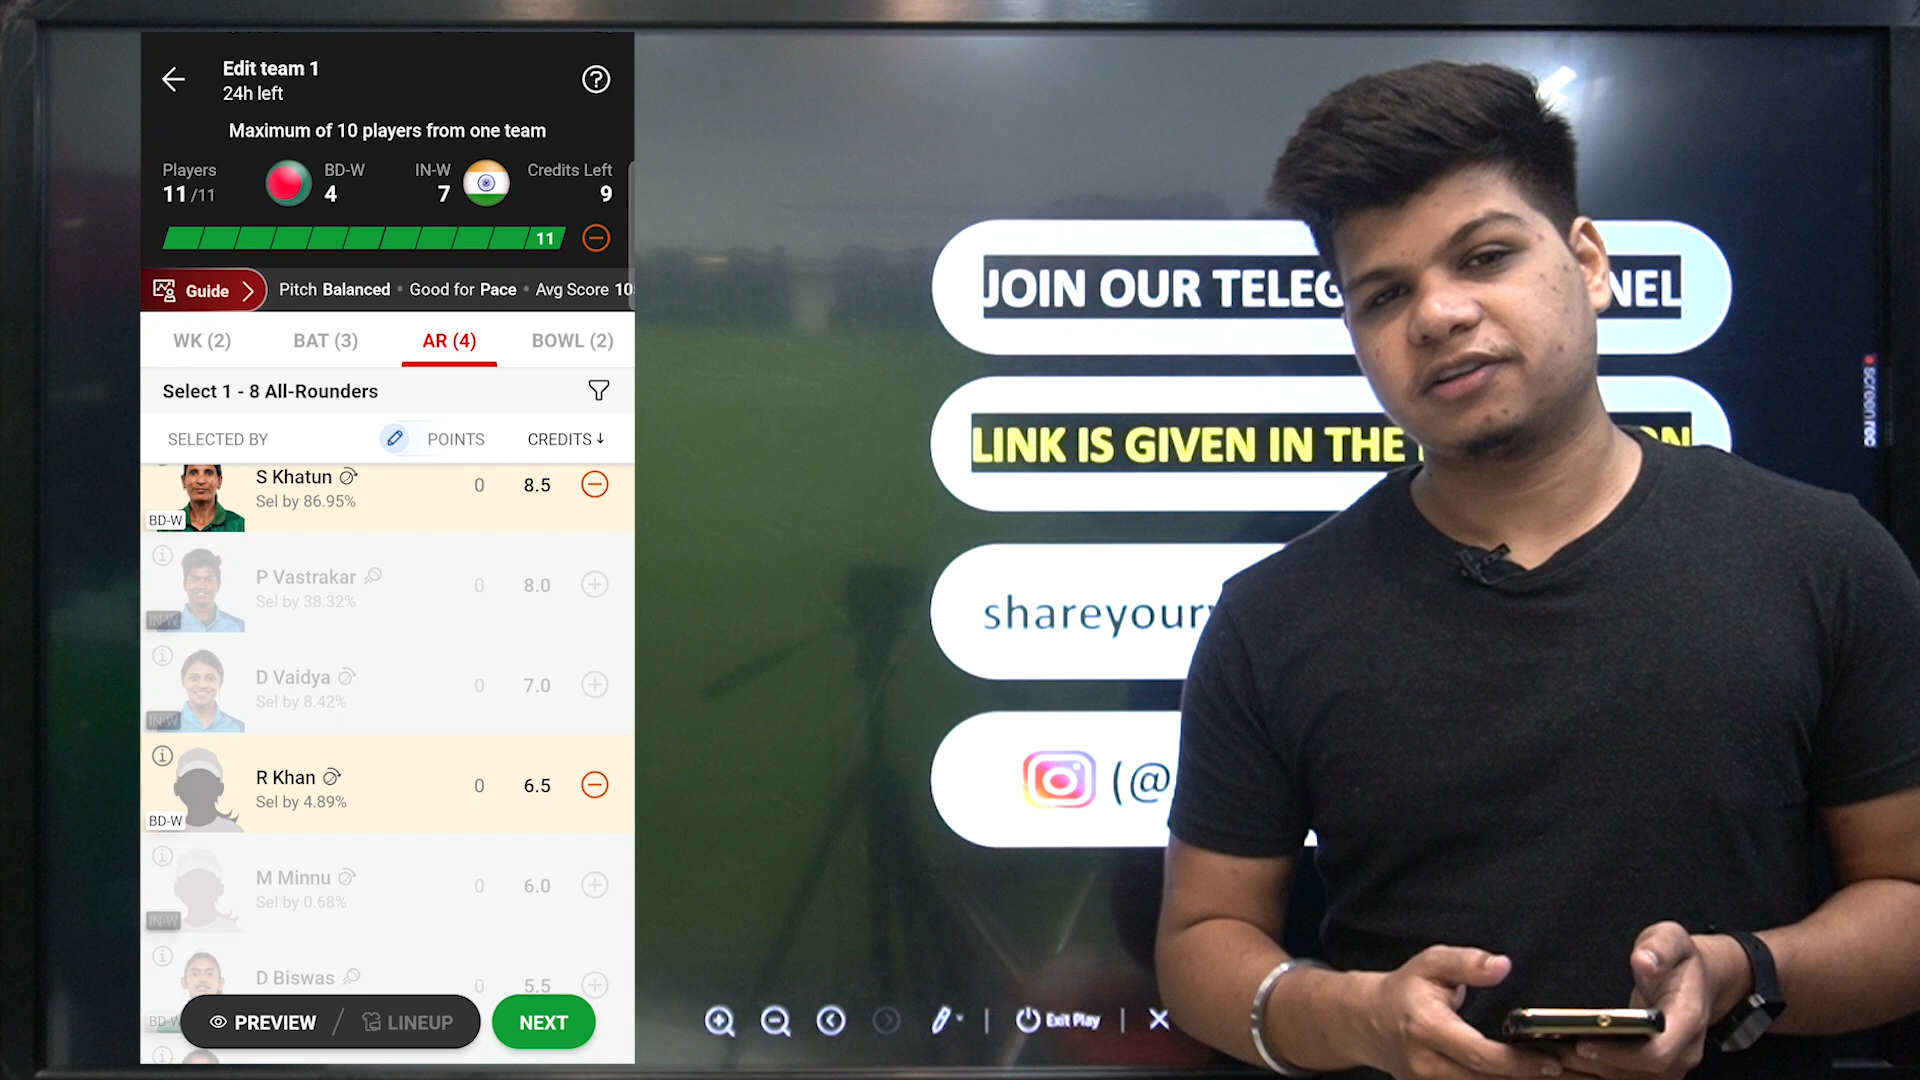 Edit team 1
24h left
Maximum of 10 players from one team
Players
11/11
BD-W
4
IN-W
7
Credits Left
9
11
Guide
Pitch Balanced • Good for Pace • Avg Score 10
WK (2)
BAT (3)
AR (4)
BOWL (2)
Select 1 - 8 All-Rounders
SELECTED BY
POINTS
CREDITS↓
S Khatun
Sel by 86.95%
0
8.5
BD-W
P Vastrakar
Sel by 38.32%
0
8.0
IN-W
D Vaidya
Sel by 8.42%
0
7.0
IN-W
R Khan
Sel by 4.89%
0
6.5
BD-W
M Minnu
Sel by 0.68%
0
6.0
IN-W
D Biswas
0
5.5
BD-W
PREVIEW / LINEUP
NEXT
JOIN OUR TELEG NEL
LINK IS GIVEN IN THE ON
shareyour
(@
Exit Play
screenrec